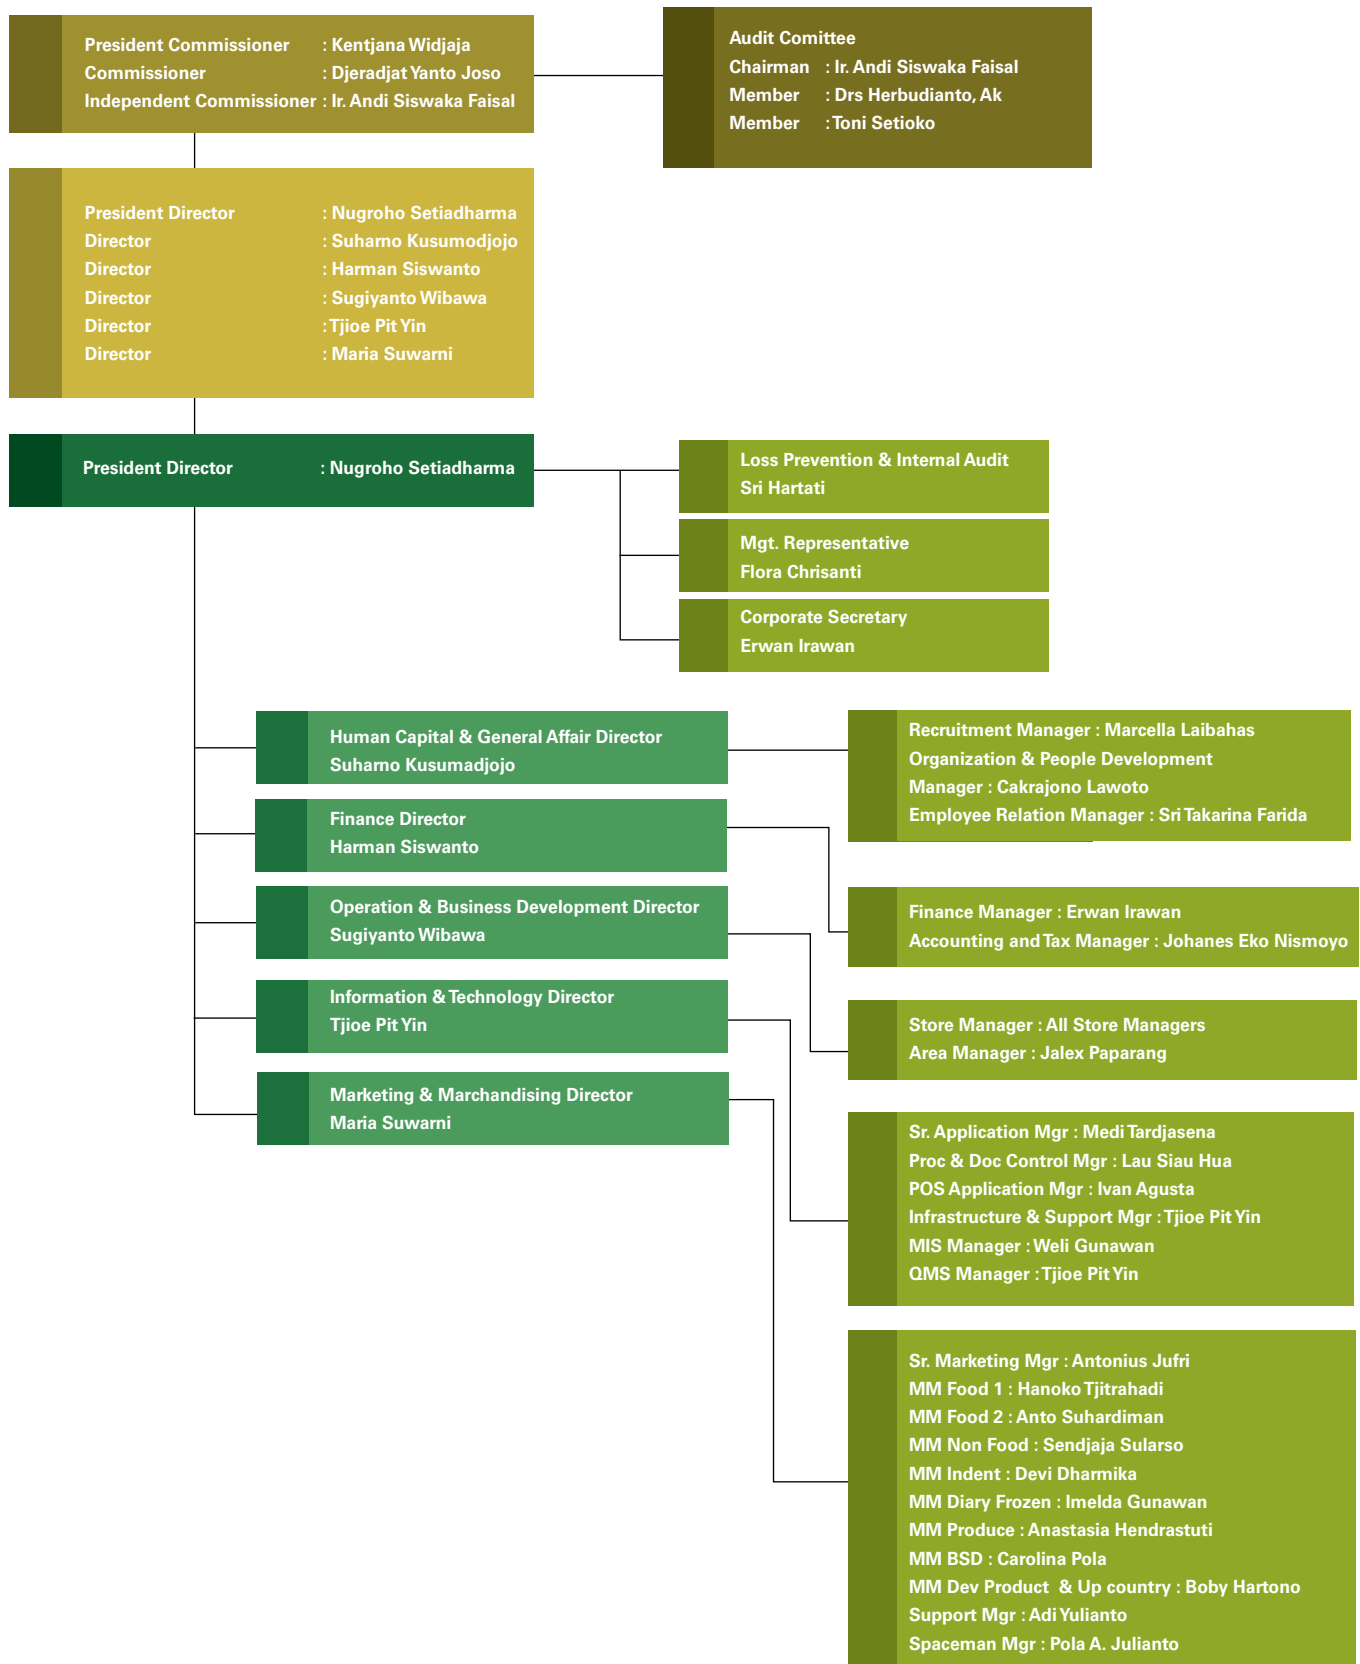 President Commissioner : Kentjana Widjaja
Commissioner : Djeradjat Yanto Joso
Independent Commissioner : Ir. Andi Siswaka Faisal
Audit Comittee
Chairman : Ir. Andi Siswaka Faisal
Member : Drs Herbudianto, Ak
Member : Toni Setioko
President Director : Nugroho Setiadharma
Director : Suharno Kusumodjojo
Director : Harman Siswanto
Director : Sugiyanto Wibawa
Director : Tjioe Pit Yin
Director : Maria Suwarni
President Director : Nugroho Setiadharma
Loss Prevention & Internal Audit
Sri Hartati
Mgt. Representative
Flora Chrisanti
Corporate Secretary
Erwan Irawan
Human Capital & General Affair Director
Suharno Kusumadjojo
Finance Director
Harman Siswanto
Operation & Business Development Director
Sugiyanto Wibawa
Information & Technology Director
Tjioe Pit Yin
Marketing & Marchandising Director
Maria Suwarni
Recruitment Manager : Marcella Laibahas
Organization & People Development
Manager : Cakrajono Lawoto
Employee Relation Manager : Sri Takarina Farida
Finance Manager : Erwan Irawan
Accounting and Tax Manager : Johanes Eko Nismoyo
Store Manager : All Store Managers
Area Manager : Jalex Paparang
Sr. Application Mgr : Medi Tardjasena
Proc & Doc Control Mgr : Lau Siau Hua
POS Application Mgr : Ivan Agusta
Infrastructure & Support Mgr : Tjioe Pit Yin
MIS Manager : Weli Gunawan
QMS Manager : Tjioe Pit Yin
Sr. Marketing Mgr : Antonius Jufri
MM Food 1 : Hanoko Tjitrahadi
MM Food 2 : Anto Suhardiman
MM Non Food : Sendjaja Sularso
MM Indent : Devi Dharmika
MM Diary Frozen : Imelda Gunawan
MM Produce : Anastasia Hendrastuti
MM BSD : Carolina Pola
MM Dev Product & Up country : Boby Hartono
Support Mgr : Adi Yulianto
Spaceman Mgr : Pola A. Julianto